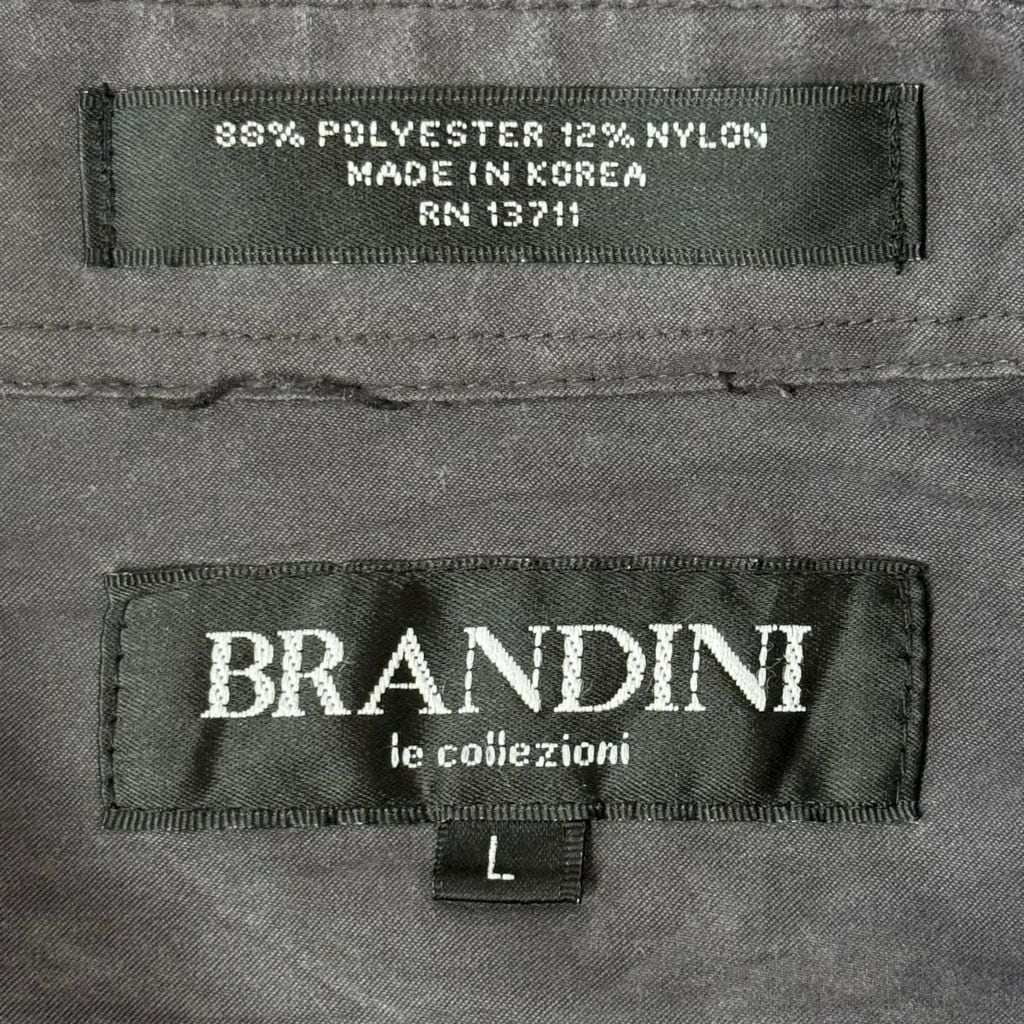 88% POLYESTER 12% NYLON
MADE IN KOREA
RN 13711
BRANDINI
le collezioni
L